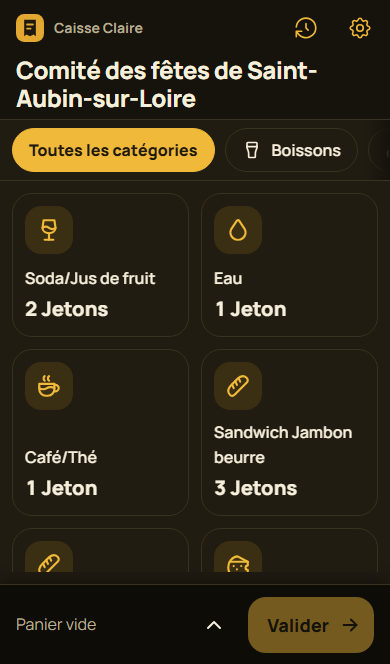 Caisse Claire
Comité des fêtes de Saint-
Aubin-sur-Loire
Toutes les catégories
Boissons
Soda/Jus de fruit
2 Jetons
Eau
1 Jeton
Café/Thé
1 Jeton
Sandwich Jambon
beurre
3 Jetons
Panier vide
Valider